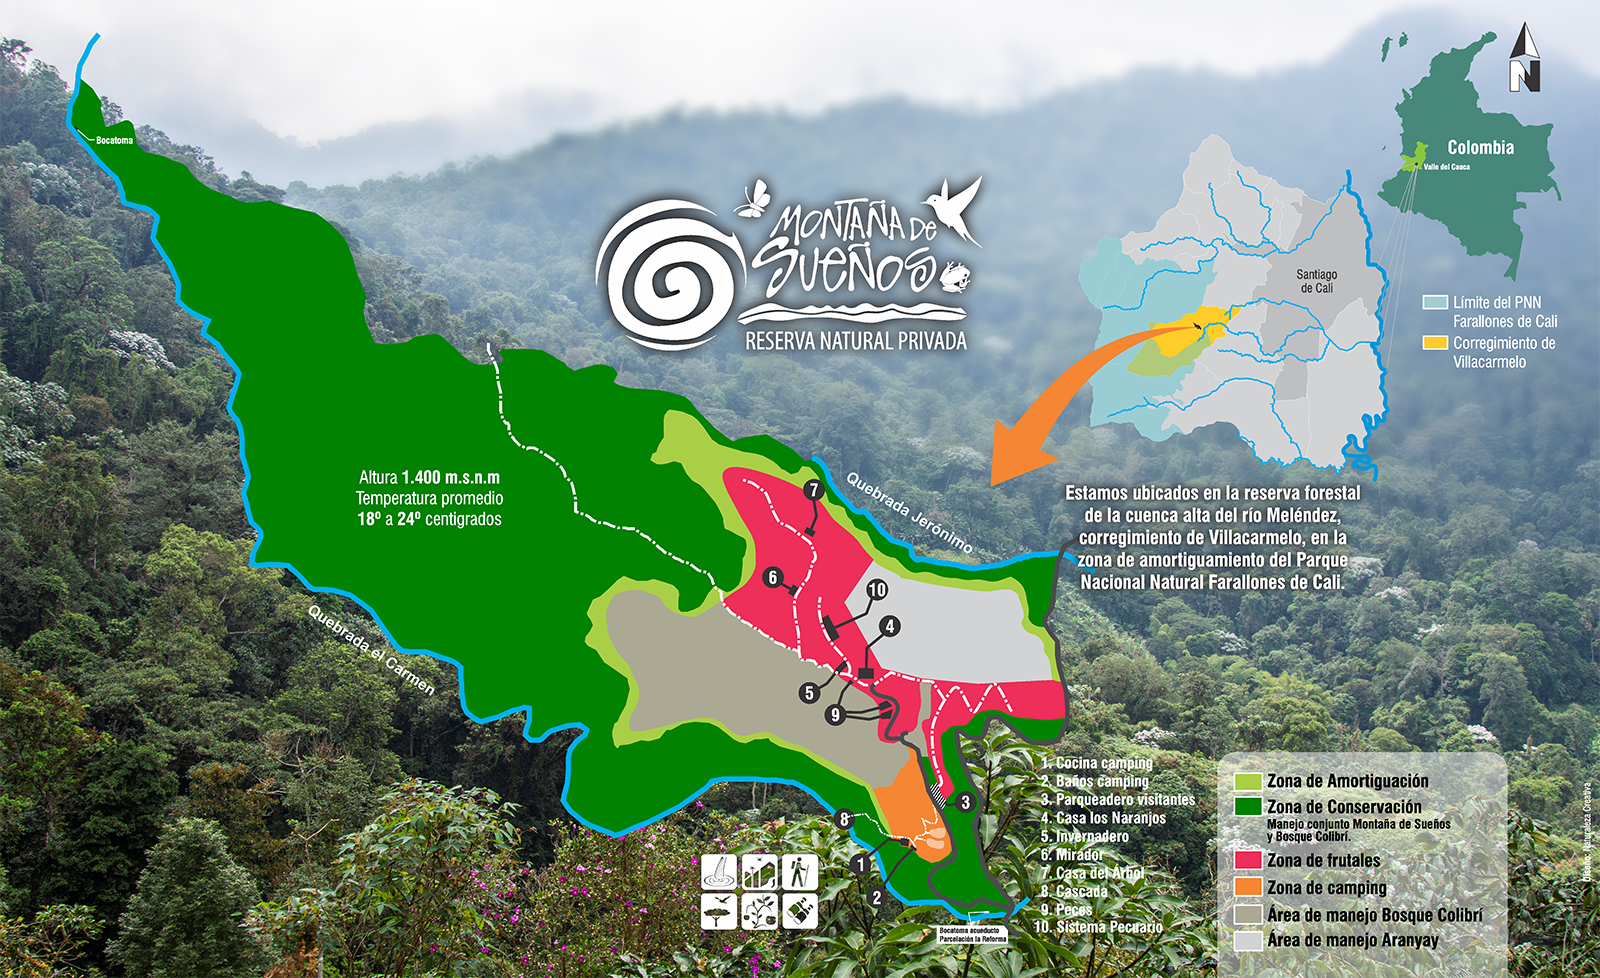 Bocatoma
MONTAÑA DE
SUEÑOS
RESERVA NATURAL PRIVADA
N
Colombia
Valle del Cauca
Santiago
de Cali
Límite del PNN
Farallones de Cali
Corregimiento de
Villacarmelo
Altura 1.400 m.s.n.m
Temperatura promedio
18º a 24º centigrados
Quebrada Jerónimo
Quebrada el Carmen
Estamos ubicados en la reserva forestal
de la cuenca alta del río Meléndez,
corregimiento de Villacarmelo, en la
zona de amortiguamiento del Parque
Nacional Natural Farallones de Cali.
7
6
10
4
5
9
3
8
1
2
Bocatoma acueducto
Parcelación la Reforma
1. Cocina camping
2. Baños camping
3. Parqueadero visitantes
4. Casa los Naranjos
5. Invernadero
6. Mirador
7. Casa del Árbol
8. Cascada
9. Peces
10. Sistema Pecuario
Zona de Amortiguación
Zona de Conservación
Manejo conjunto Montaña de Sueños
y Bosque Colibrí.
Zona de frutales
Zona de camping
Área de manejo Bosque Colibrí
Área de manejo Aranyay
Diseño: Naturaleza Creativa